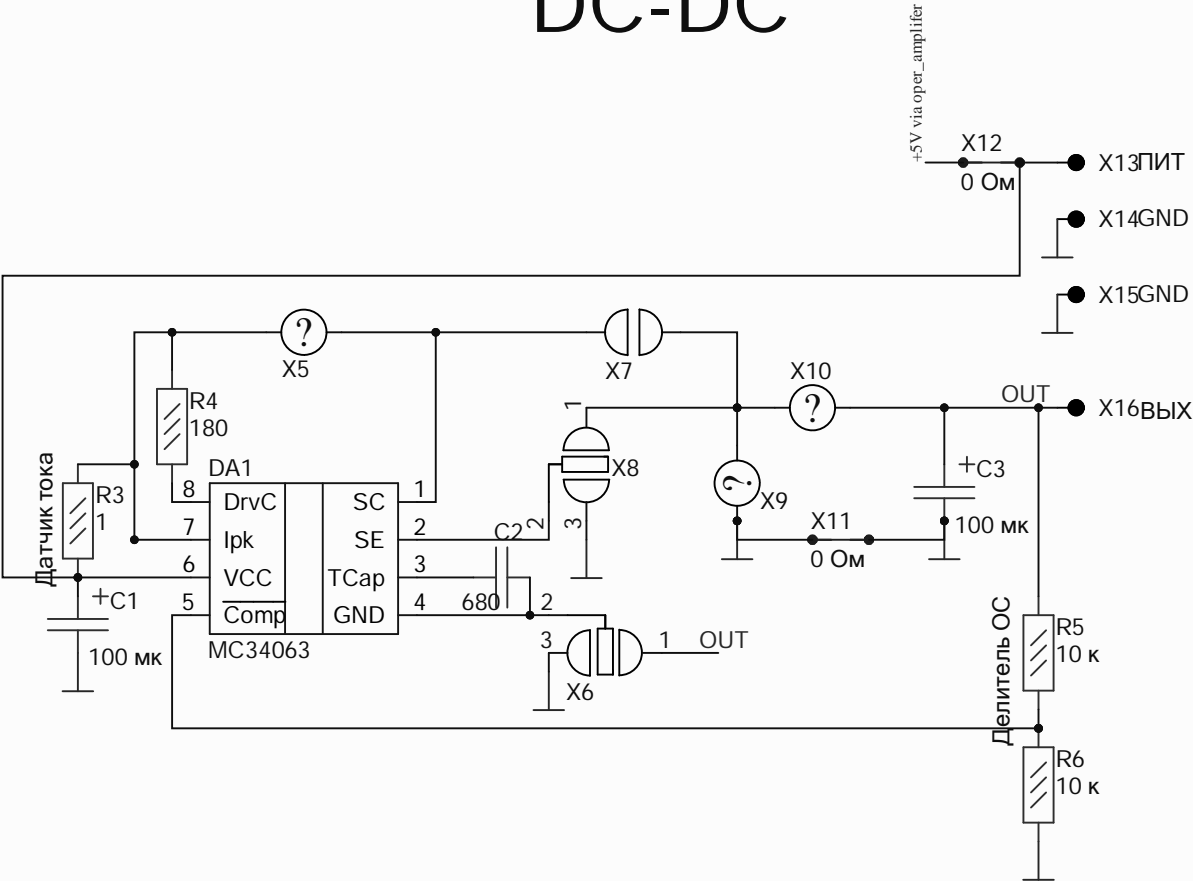 DC-DC
+5V via oper_amplifer
X12
0 Ом
X13ПИТ
X14GND
X15GND
?
X5
X7
X10
?
OUT
X16ВЫХ
R4
180
1
X8
2
3
?
X9
+C3
100 мк
X11
0 Ом
Датчик тока
R3
1
DA1
8 DrvC SC 1
7 Ipk SE 2
6 VCC TCap 3
5 Comp GND 4
MC34063
C2
680
+C1
100 мк
2
3
1 OUT
X6
Делитель ОС
R5
10 к
R6
10 к